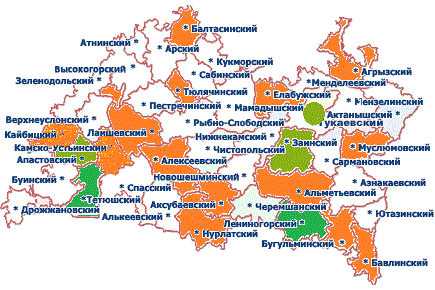 Балтасинский
Атнинский
Арский
Кукморский
Высокогорский
Сабинский
Агрызский
Зеленодольский
Менделеевский
Тюлячинский
Елабужский
Мензелинский
Пестречинский
Мамадышский
Актанышский
Верхнеуслонский
Рыбно-Слободский
Тукаевский
Кайбицкий
Лаишевский
Нижнекамский
Заинский
Камско-Устьинский
Чистопольский
Муслюмовский
Апастовский
Алексеевский
Сармановский
Буинский
Новошешминский
Азнакаевский
Спасский
Альметьевский
Тетюшский
Аксубаевский
Черемшанский
Дрожжановский
Алькеевский
Ютазинский
Лениногорский
Нурлатский
Бугульминский
Бавлинский